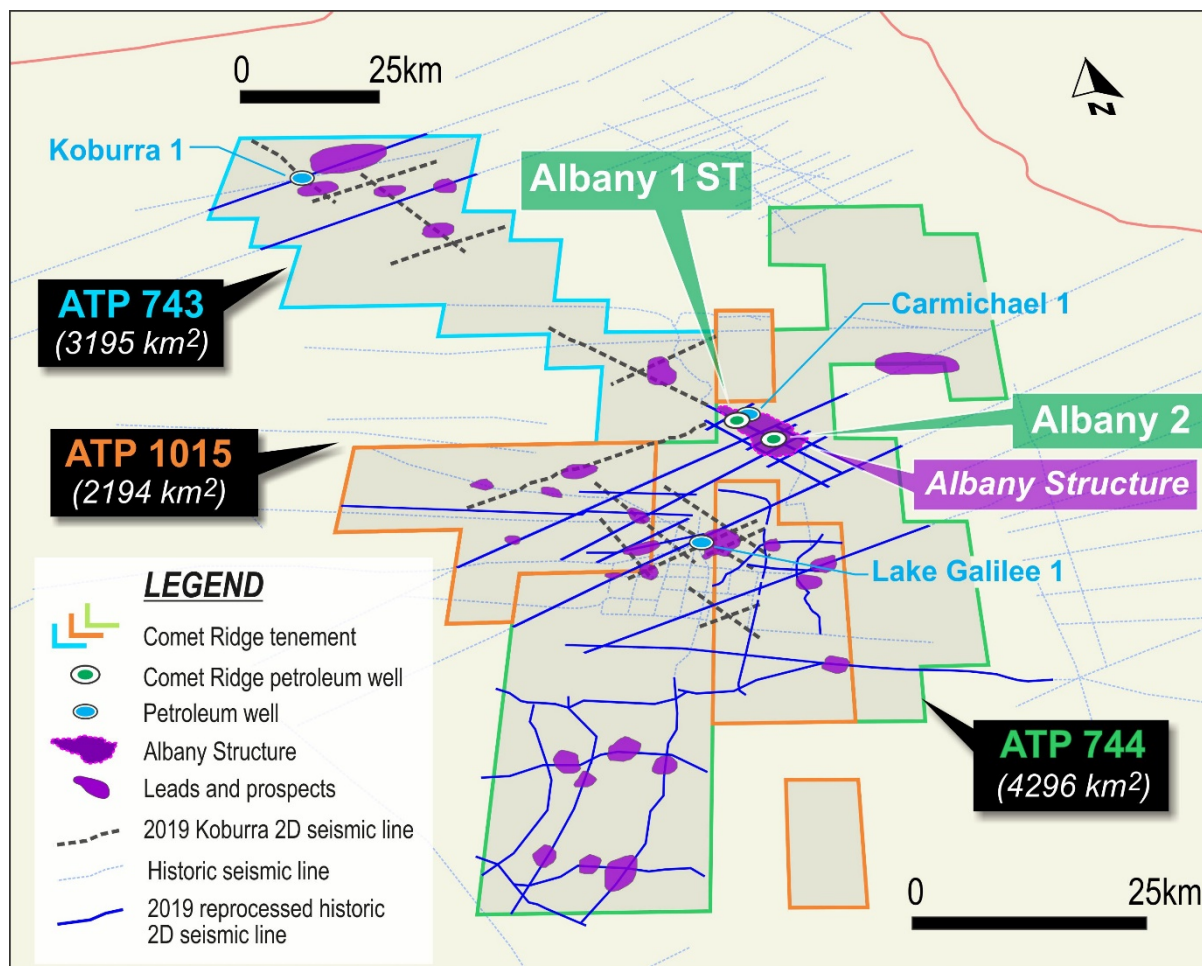 0 25km
N
Koburra 1
Albany 1 ST
Carmichael 1
ATP 743
(3195 km²)
Albany 2
ATP 1015
(2194 km²)
Albany Structure
Lake Galilee 1
LEGEND
Comet Ridge tenement
Comet Ridge petroleum well
Petroleum well
Albany Structure
Leads and prospects
2019 Koburra 2D seismic line
Historic seismic line
2019 reprocessed historic
2D seismic line
ATP 744
(4296 km²)
0 25km